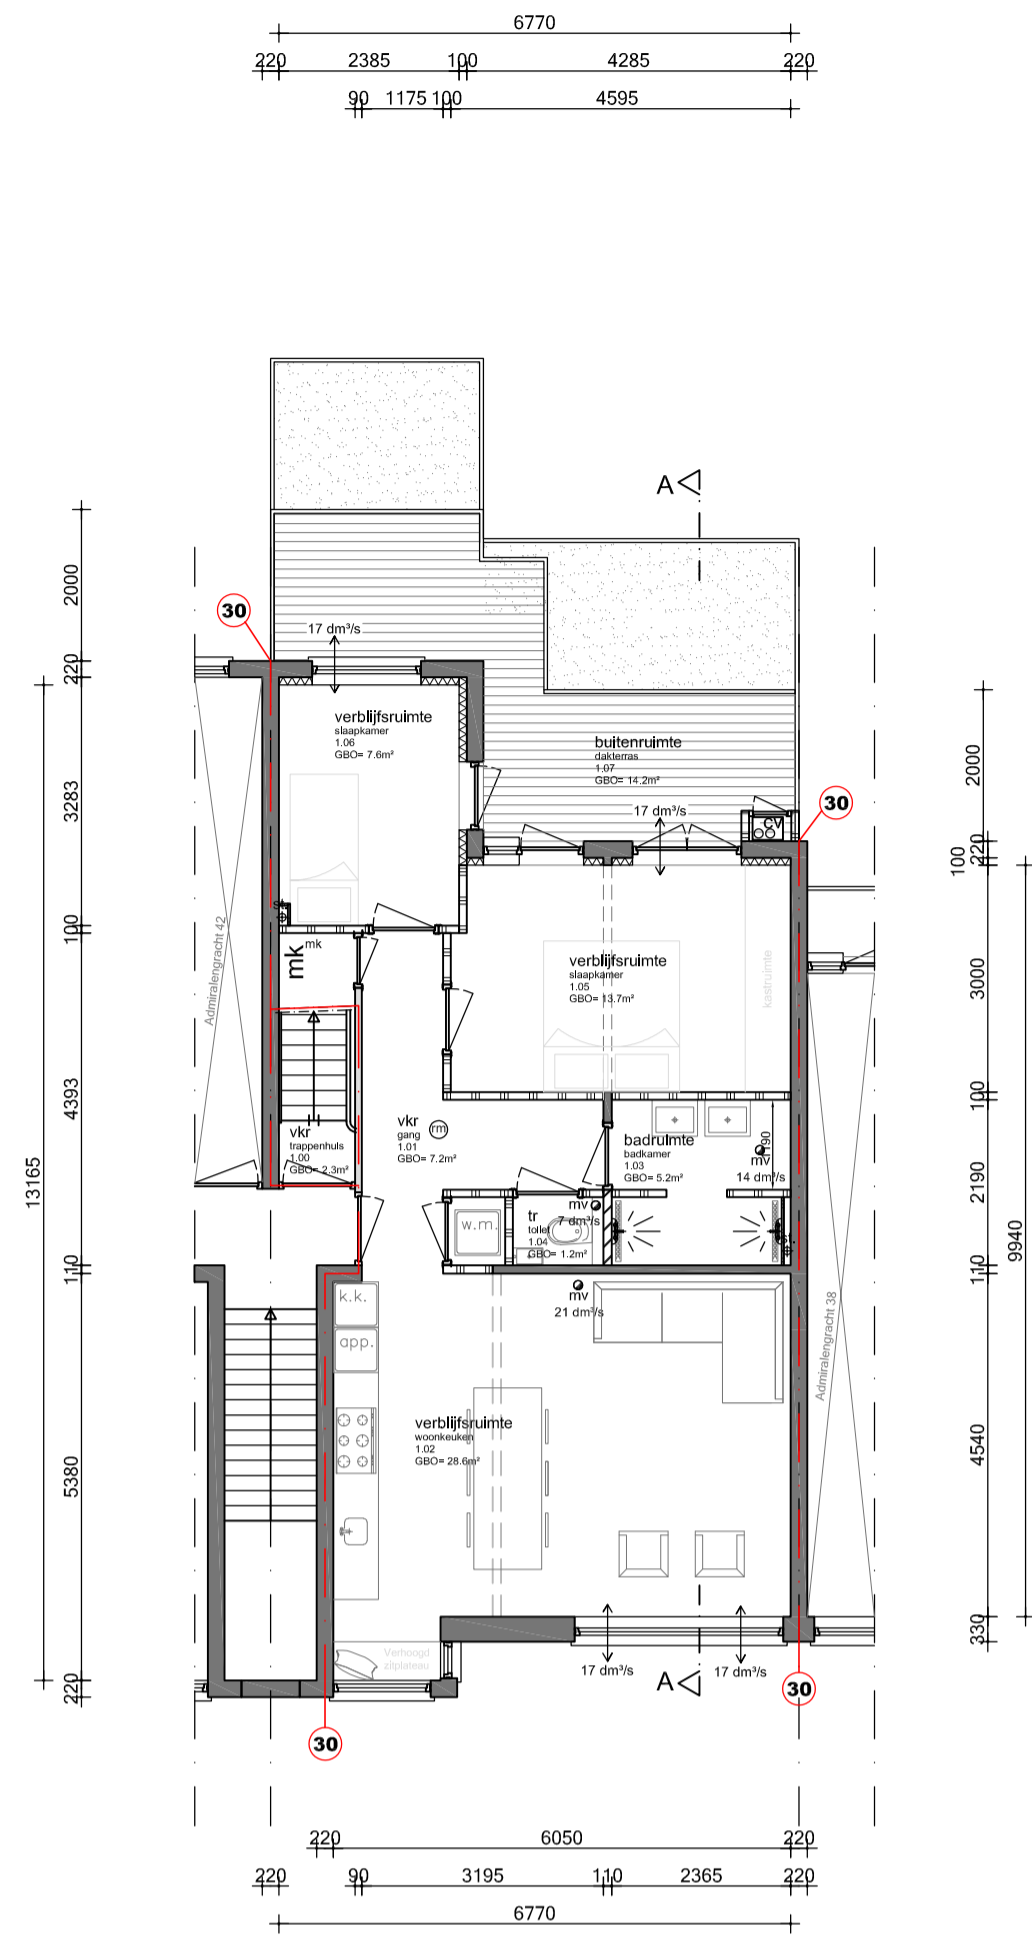 6770
220 2385 100 4285 220
90 1175 100 4595
A
2000
30
17 dm³/s
220
verblijfsruimte
slaapkamer
1.06
GBO= 7.6m²
buitenruimte
dakterras
1.07
GBO= 14.2m²
2000
3283
17 dm³/s
30
cv
220
100
st.
100
mk
mk
Admiralengracht 42
verblijfsruimte
slaapkamer
1.05
GBO= 13.7m²
kastruimte
3000
4393
100
vkr
trappenhuis
1.00
GBO= 2.3m²
vkr
gang
1.01
GBO= 7.2m²
rm
badruimte
badkamer
1.03
GBO= 5.2m²
1190
mv
14 dm³/s
2190
13165
w.m.
tr
toilet
1.04
GBO= 1.2m²
mv
7 dm³/s
st.
9940
110
110
k.k.
app.
mv
21 dm³/s
Admiralengracht 38
verblijfsruimte
woonkeuken
1.02
GBO= 28.6m²
4540
5380
330
Verhoogd
zitplateau
17 dm³/s
17 dm³/s
A
220
30
30
220 6050 220
220 90 3195 110 2365 220
6770